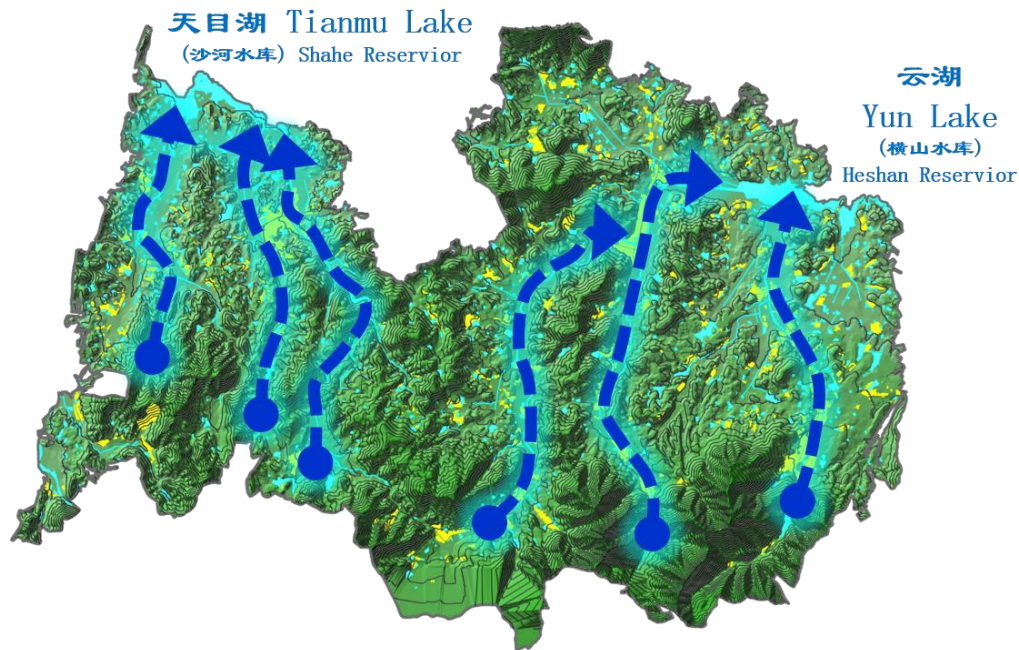 天目湖 Tianmu Lake
(沙河水库) Shahe Reservior
云湖
Yun Lake
(横山水库)
Heshan Reservior